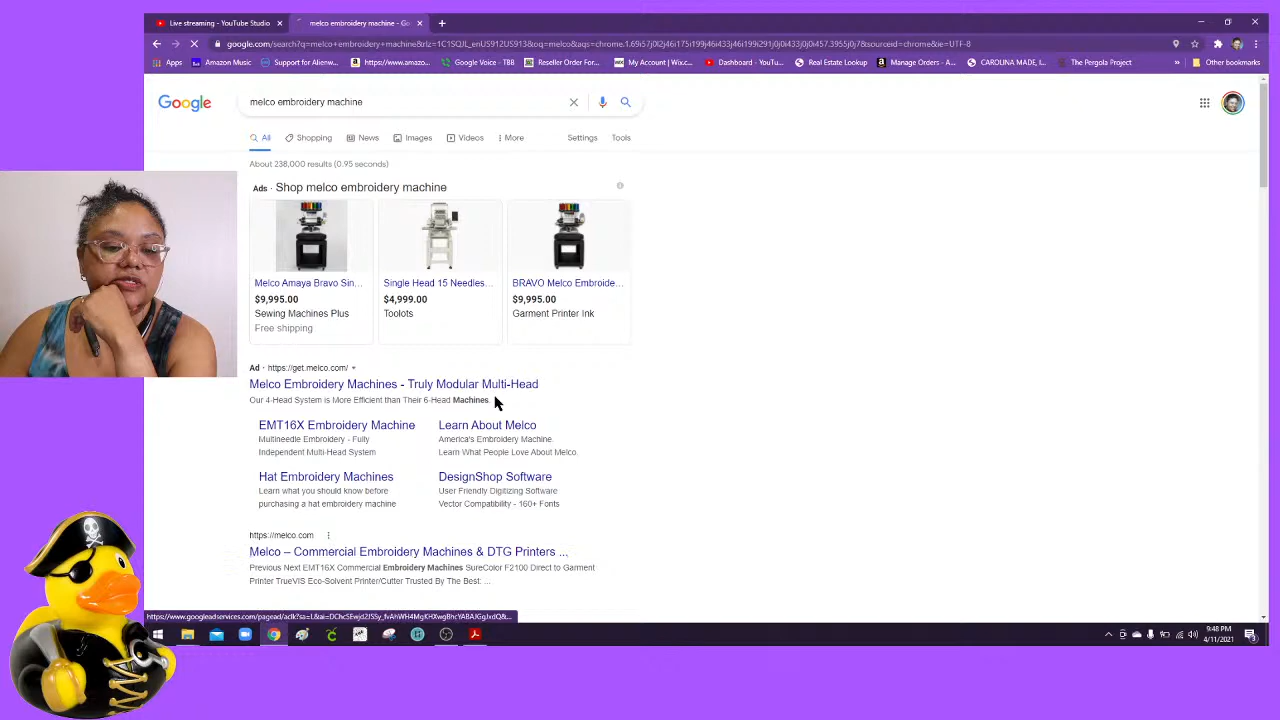 Live streaming - YouTube Studio
melco embroidery machine - Go
google.com/search?q=melco+embroidery+machine&rlz=1C1SQJL_enUS912US913&oq=melco&aqs=chrome.1.69i57j0l2j46i175i199j46i433j46i199i291j0j0i433j0j0i457.3955j0j7&sourceid=chrome&ie=UTF-8
Apps
Amazon Music
Support for Alienw...
https://www.amazo...
Google Voice - TBB
Reseller Order For...
My Account | Wix.c...
Dashboard - YouTu...
Real Estate Lookup
Manage Orders - A...
CAROLINA MADE, I...
The Pergola Project
»
Other bookmarks
Google
melco embroidery machine
All
Shopping
News
Images
Videos
More
Settings
Tools
About 238,000 results (0.95 seconds)
Ads · Shop melco embroidery machine
Melco Amaya Bravo Sin...
$9,995.00
Sewing Machines Plus
Free shipping
Single Head 15 Needles...
$4,999.00
Toolots
BRAVO Melco Embroide...
$9,995.00
Garment Printer Ink
Ad · https://get.melco.com/
Melco Embroidery Machines - Truly Modular Multi-Head
Our 4-Head System is More Efficient than Their 6-Head Machines.
EMT16X Embroidery Machine
Multineedle Embroidery - Fully
Independent Multi-Head System
Learn About Melco
America's Embroidery Machine.
Learn What People Love About Melco.
Hat Embroidery Machines
Learn what you should know before
purchasing a hat embroidery machine
DesignShop Software
User Friendly Digitizing Software
Vector Compatibility - 160+ Fonts
https://melco.com
Melco – Commercial Embroidery Machines & DTG Printers ...
Previous Next EMT16X Commercial Embroidery Machines SureColor F2100 Direct to Garment
Printer TrueVIS Eco-Solvent Printer/Cutter Trusted By The Best: ...
9:48 PM
4/11/2021